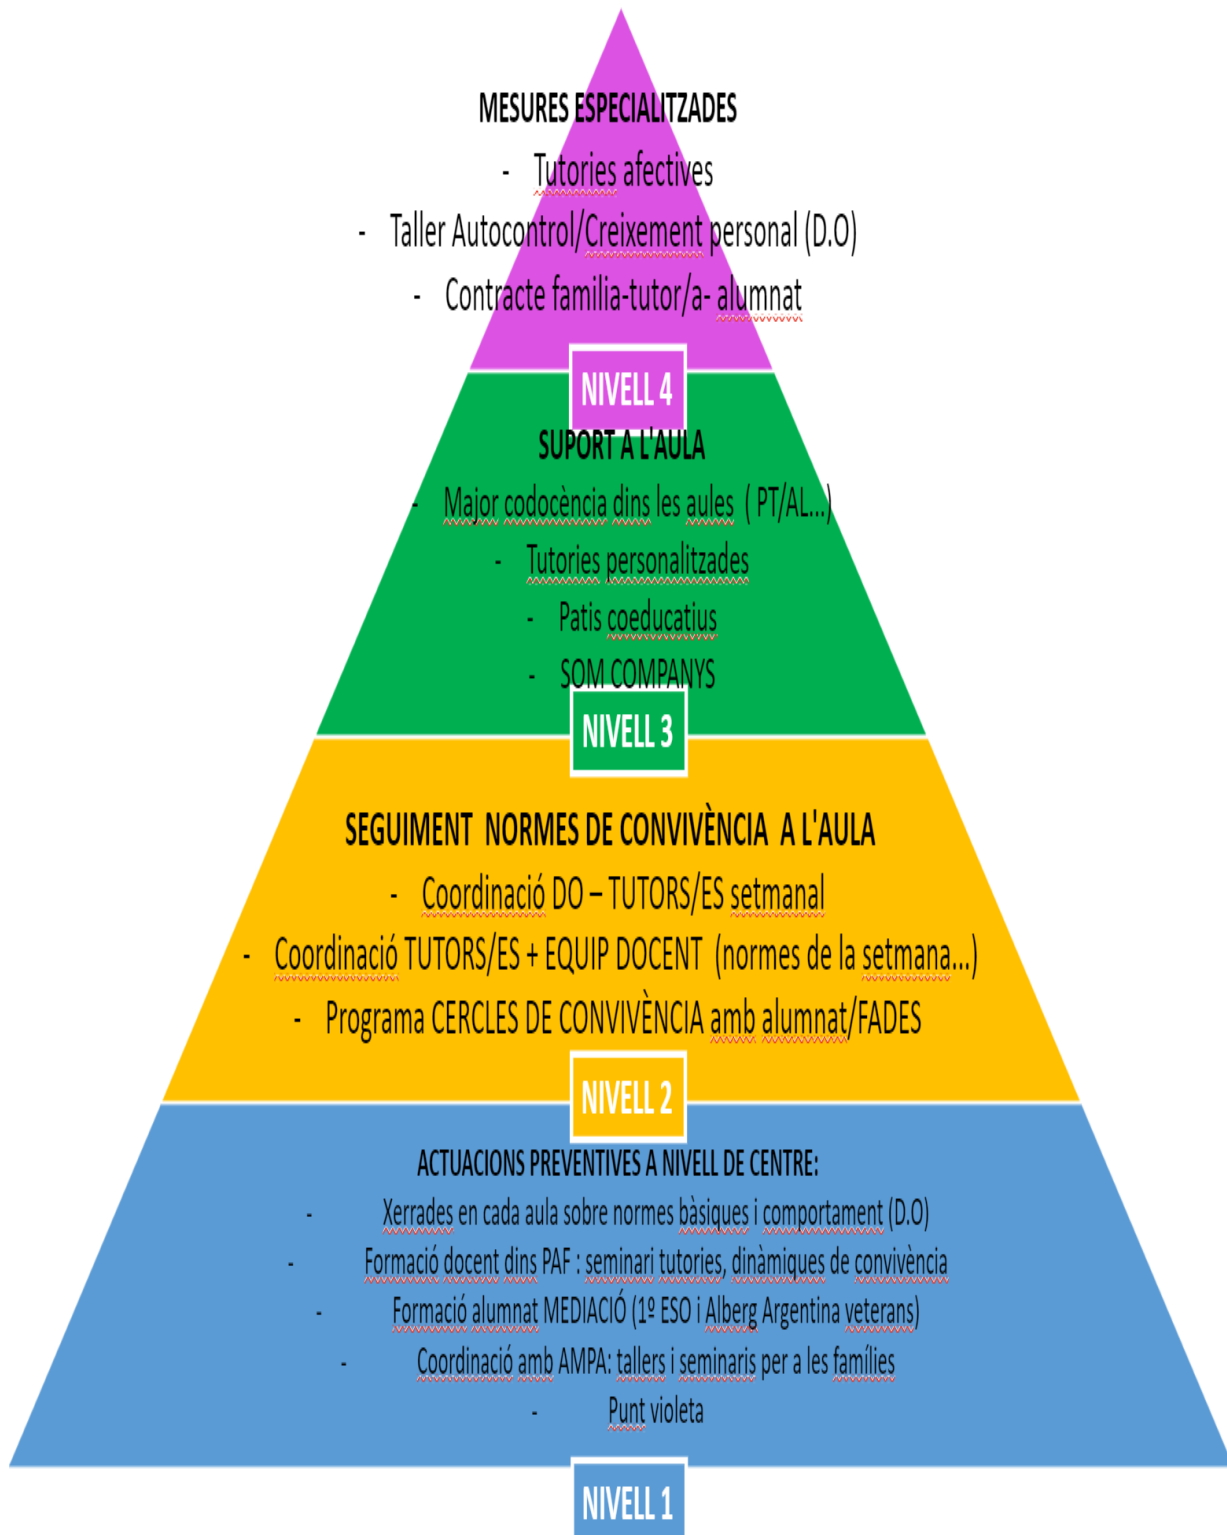 MESURES ESPECIALITZADES
- Tutories afectives
- Taller Autocontrol/Creixement personal (D.O)
- Contracte familia-tutor/a- alumnat
NIVELL 4
SUPORT A L'AULA
- Major codocència dins les aules ( PT/AL...)
- Tutories personalitzades
- Patis coeducatius
- SOM COMPANYS
NIVELL 3
SEGUIMENT NORMES DE CONVIVÈNCIA A L'AULA
- Coordinació DO – TUTORS/ES setmanal
- Coordinació TUTORS/ES + EQUIP DOCENT (normes de la setmana...)
- Programa CERCLES DE CONVIVÈNCIA amb alumnat/FADES
NIVELL 2
ACTUACIONS PREVENTIVES A NIVELL DE CENTRE:
- Xerrades en cada aula sobre normes bàsiques i comportament (D.O)
- Formació docent dins PAF : seminari tutories, dinàmiques de convivència
- Formació alumnat MEDIACIÓ (1º ESO i Alberg Argentina veterans)
- Coordinació amb AMPA: tallers i seminaris per a les famílies
- Punt violeta
NIVELL 1